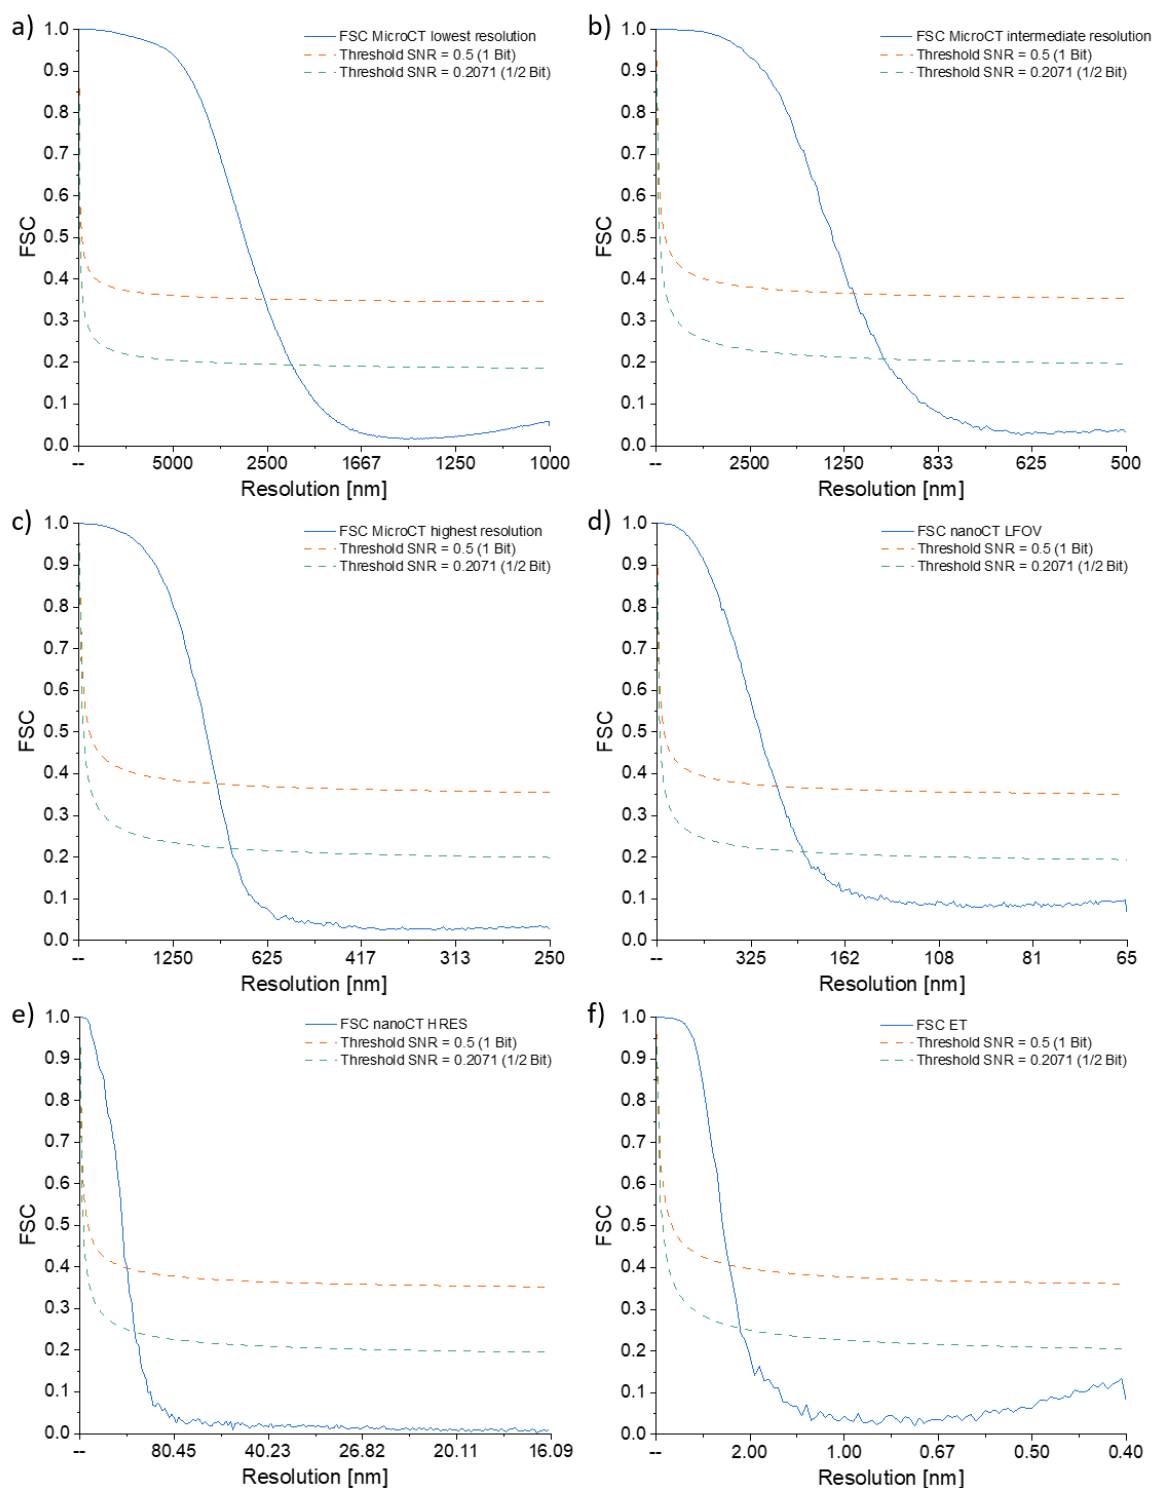 a)
FSC MicroCT lowest resolution
Threshold SNR = 0.5 (1 Bit)
Threshold SNR = 0.2071 (1/2 Bit)
1.0
0.9
0.8
0.7
0.6
0.5
0.4
0.3
0.2
0.1
0.0
FSC
-- 5000 2500 1667 1250 1000
Resolution [nm]
b)
FSC MicroCT intermediate resolution
Threshold SNR = 0.5 (1 Bit)
Threshold SNR = 0.2071 (1/2 Bit)
1.0
0.9
0.8
0.7
0.6
0.5
0.4
0.3
0.2
0.1
0.0
FSC
-- 2500 1250 833 625 500
Resolution [nm]
c)
FSC MicroCT highest resolution
Threshold SNR = 0.5 (1 Bit)
Threshold SNR = 0.2071 (1/2 Bit)
1.0
0.9
0.8
0.7
0.6
0.5
0.4
0.3
0.2
0.1
0.0
FSC
-- 1250 625 417 313 250
Resolution [nm]
d)
FSC nanoCT LFOV
Threshold SNR = 0.5 (1 Bit)
Threshold SNR = 0.2071 (1/2 Bit)
1.0
0.9
0.8
0.7
0.6
0.5
0.4
0.3
0.2
0.1
0.0
FSC
-- 325 162 108 81 65
Resolution [nm]
e)
FSC nanoCT HRES
Threshold SNR = 0.5 (1 Bit)
Threshold SNR = 0.2071 (1/2 Bit)
1.0
0.9
0.8
0.7
0.6
0.5
0.4
0.3
0.2
0.1
0.0
FSC
-- 80.45 40.23 26.82 20.11 16.09
Resolution [nm]
f)
FSC ET
Threshold SNR = 0.5 (1 Bit)
Threshold SNR = 0.2071 (1/2 Bit)
1.0
0.9
0.8
0.7
0.6
0.5
0.4
0.3
0.2
0.1
0.0
FSC
-- 2.00 1.00 0.67 0.50 0.40
Resolution [nm]